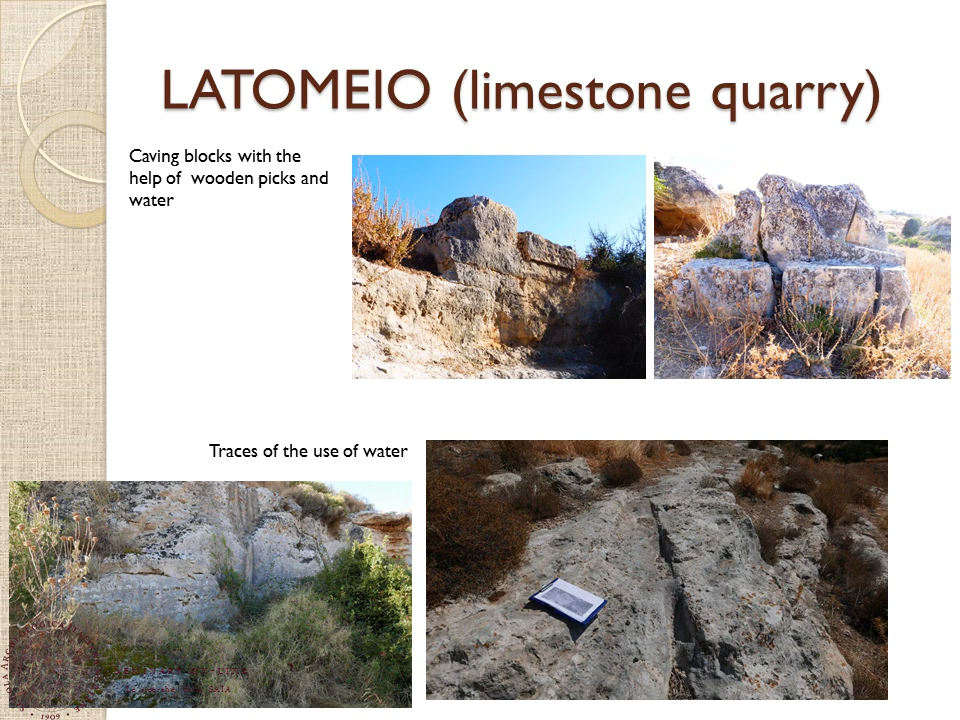 LATOMEIO (limestone quarry)
Caving blocks with the
help of wooden picks and
water
Traces of the use of water
1909